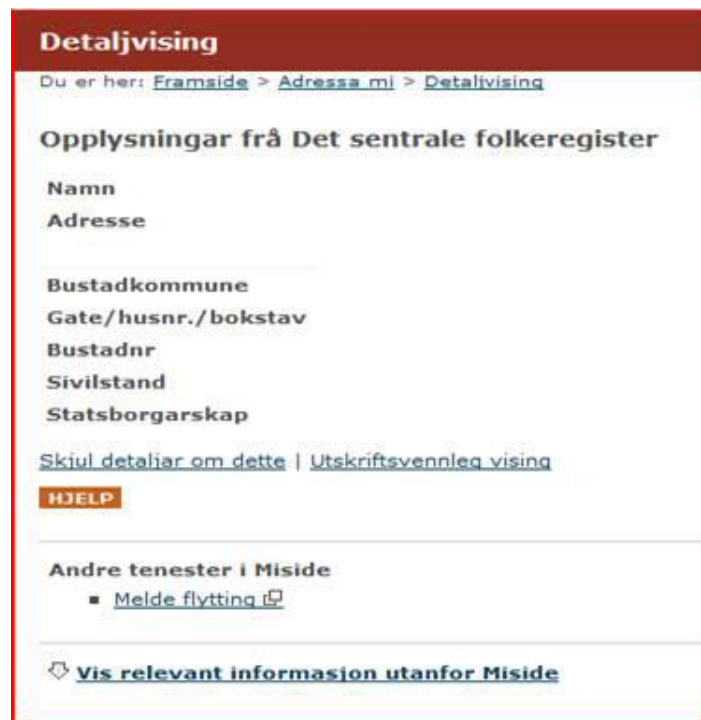 Detaljvising
Du er her: Framside > Adressa mi > Detaljvising
Opplysningar frå Det sentrale folkeregister
Namn
Adresse
Bustadkommune
Gate/husnr./bokstav
Bustadnr
Sivilstand
Statsborgarskap
Skjul detaljar om dette | Utskriftsvennleg vising
HJELP
Andre tenester i Miside
Melde flytting
Vis relevant informasjon utanfor Miside